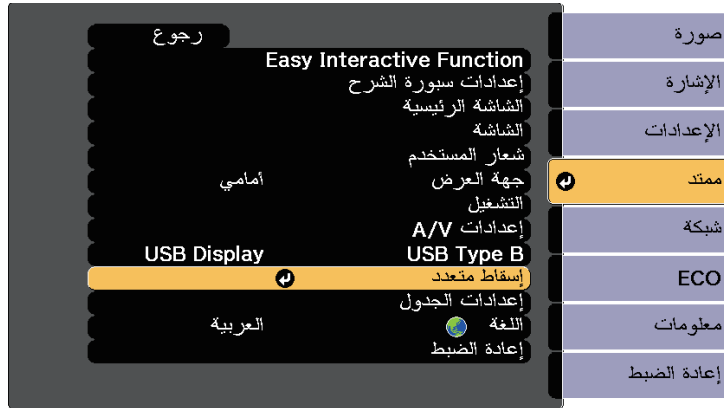 صورة
الإشارة
الإعدادات
ممتد
شبكة
ECO
معلومات
إعادة الضبط
رجوع
Easy Interactive Function
إعدادات سبورة الشرح
الشاشة الرئيسية
الشاشة
شعار المستخدم
جهة العرض أمامي
التشغيل
إعدادات A/V
USB Type B USB Display
إسقاط متعدد
إعدادات الجدول
اللغة العربية
إعادة الضبط